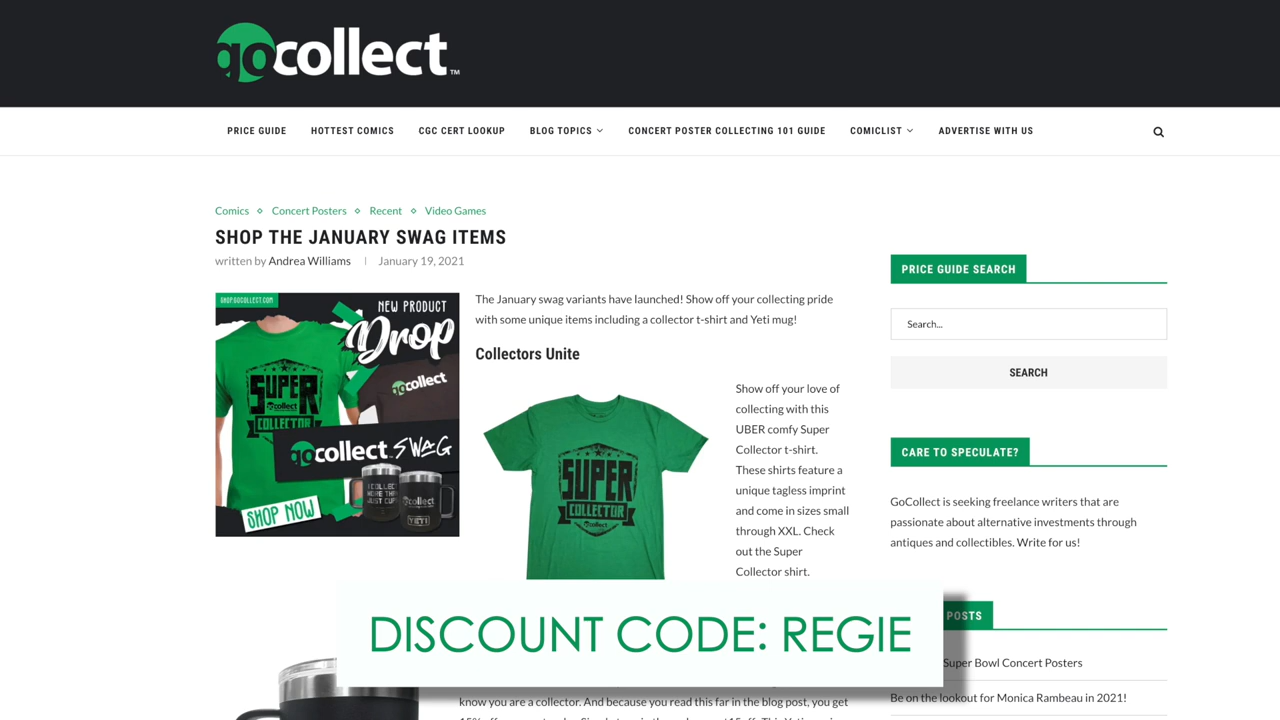 gocollect™
PRICE GUIDE
HOTTEST COMICS
CGC CERT LOOKUP
BLOG TOPICS
CONCERT POSTER COLLECTING 101 GUIDE
COMICLIST
ADVERTISE WITH US
Comics ⋄ Concert Posters ⋄ Recent ⋄ Video Games
SHOP THE JANUARY SWAG ITEMS
written by Andrea Williams | January 19, 2021
SHOP.GOCOLLECT.COM
NEW PRODUCT
Drop
SUPER
gocollect
COLLECTOR
gocollect
gocollect™ SWAG
I COLLECT
MORE THAN
JUST CUPS
gocollect
YETI
SHOP NOW
The January swag variants have launched! Show off your collecting pride
with some unique items including a collector t-shirt and Yeti mug!
Collectors Unite
SUPER
COLLECTOR
gocollect
Show off your love of
collecting with this
UBER comfy Super
Collector t-shirt.
These shirts feature a
unique tagless imprint
and come in sizes small
through XXL. Check
out the Super
Collector shirt.
DISCOUNT CODE: REGIE
know you are a collector. And because you read this far in the blog post, you get
PRICE GUIDE SEARCH
Search...
SEARCH
CARE TO SPECULATE?
GoCollect is seeking freelance writers that are
passionate about alternative investments through
antiques and collectibles. Write for us!
POSTS
Super Bowl Concert Posters
Be on the lookout for Monica Rambeau in 2021!